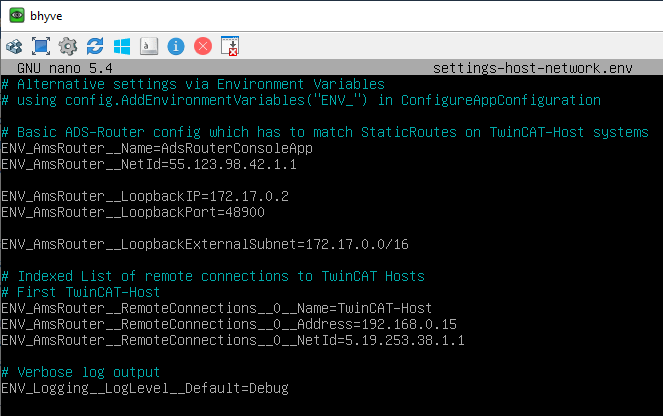 bhyve
GNU nano 5.4 settings-host-network.env
# Alternative settings via Environment Variables
# using config.AddEnvironmentVariables("ENV_") in ConfigureAppConfiguration
# Basic ADS-Router config which has to match StaticRoutes on TwinCAT-Host systems
ENV_AmsRouter__Name=AdsRouterConsoleApp
ENV_AmsRouter__NetId=55.123.98.42.1.1
ENV_AmsRouter__LoopbackIP=172.17.0.2
ENV_AmsRouter__LoopbackPort=48900
ENV_AmsRouter__LoopbackExternalSubnet=172.17.0.0/16
# Indexed List of remote connections to TwinCAT Hosts
# First TwinCAT-Host
ENV_AmsRouter__RemoteConnections__0__Name=TwinCAT-Host
ENV_AmsRouter__RemoteConnections__0__Address=192.168.0.15
ENV_AmsRouter__RemoteConnections__0__NetId=5.19.253.38.1.1
# Verbose log output
ENV_Logging__LogLevel__Default=Debug